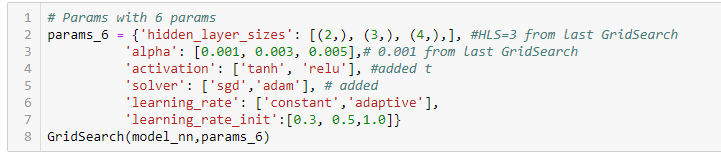 1 # Params with 6 params
2 params_6 = {'hidden_layer_sizes': [(2,), (3,), (4,),], #HLS=3 from last GridSearch
3 'alpha': [0.001, 0.003, 0.005],# 0.001 from last GridSearch
4 'activation': ['tanh', 'relu'], #added t
5 'solver': ['sgd','adam'], # added
6 'learning_rate': ['constant','adaptive'],
7 'learning_rate_init':[0.3, 0.5,1.0]}
8 GridSearch(model_nn,params_6)